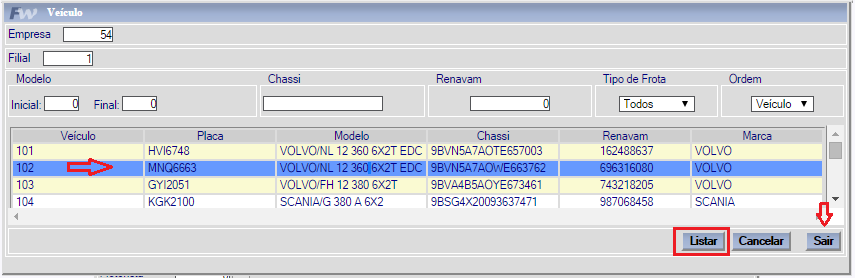 FW Veículo
Empresa 54
Filial 1
Modelo Chassi Renavam Tipo de Frota Ordem
Inicial: 0 Final: 0 0 Todos Veículo
Veículo Placa Modelo Chassi Renavam Marca
101 HVI6748 VOLVO/NL 12 360 6X2T EDC 9BVN5A7AOTE657003 162488637 VOLVO
102 MNQ6663 VOLVO/NL 12 360 6X2T EDC 9BVN5A7AOWE663762 696316080 VOLVO
103 GYI2051 VOLVO/FH 12 380 6X2T 9BVA4B5AOYE673461 743218205 VOLVO
104 KGK2100 SCANIA/G 380 A 6X2 9BSG4X20093637471 987068458 SCANIA
Listar Cancelar Sair